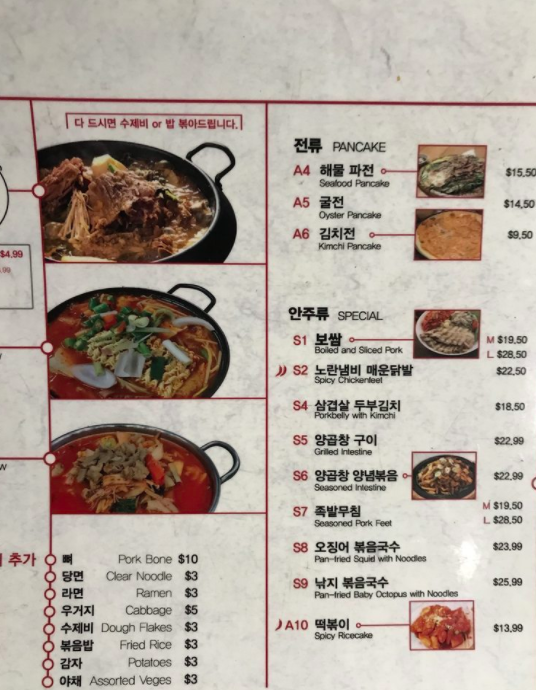 다 드시면 수제비 or 밥 볶아드립니다.
$4,99
추가
뼈 Pork Bone $10
당면 Clear Noodle $3
라면 Ramen $3
우거지 Cabbage $5
수제비 Dough Flakes $3
볶음밥 Fried Rice $3
감자 Potatoes $3
야채 Assorted Veges $3
전류 PANCAKE
A4 해물 파전 $15,50
Seafood Pancake
A5 굴전 $14,50
Oyster Pancake
A6 김치전 $9,50
Kimchi Pancake
안주류 SPECIAL
S1 보쌈 M $19,50
Boiled and Sliced Pork L $28,50
S2 노란냄비 매운닭발 $22,50
Spicy Chickenfeet
S4 삼겹살 두부김치 $18,50
Porkbelly with Kimchi
S5 양곱창 구이 $22,99
Grilled Intestine
S6 양곱창 양념볶음 $22,99
Seasoned Intestine
S7 족발무침 M $19,50
Seasoned Pork Feet L $28,50
S8 오징어 볶음국수 $23,99
Pan-fried Squid with Noodles
S9 낚지 볶음국수 $25,99
Pan-fried Baby Octopus with Noodles
A10 떡볶이 $13,99
Spicy Ricecake